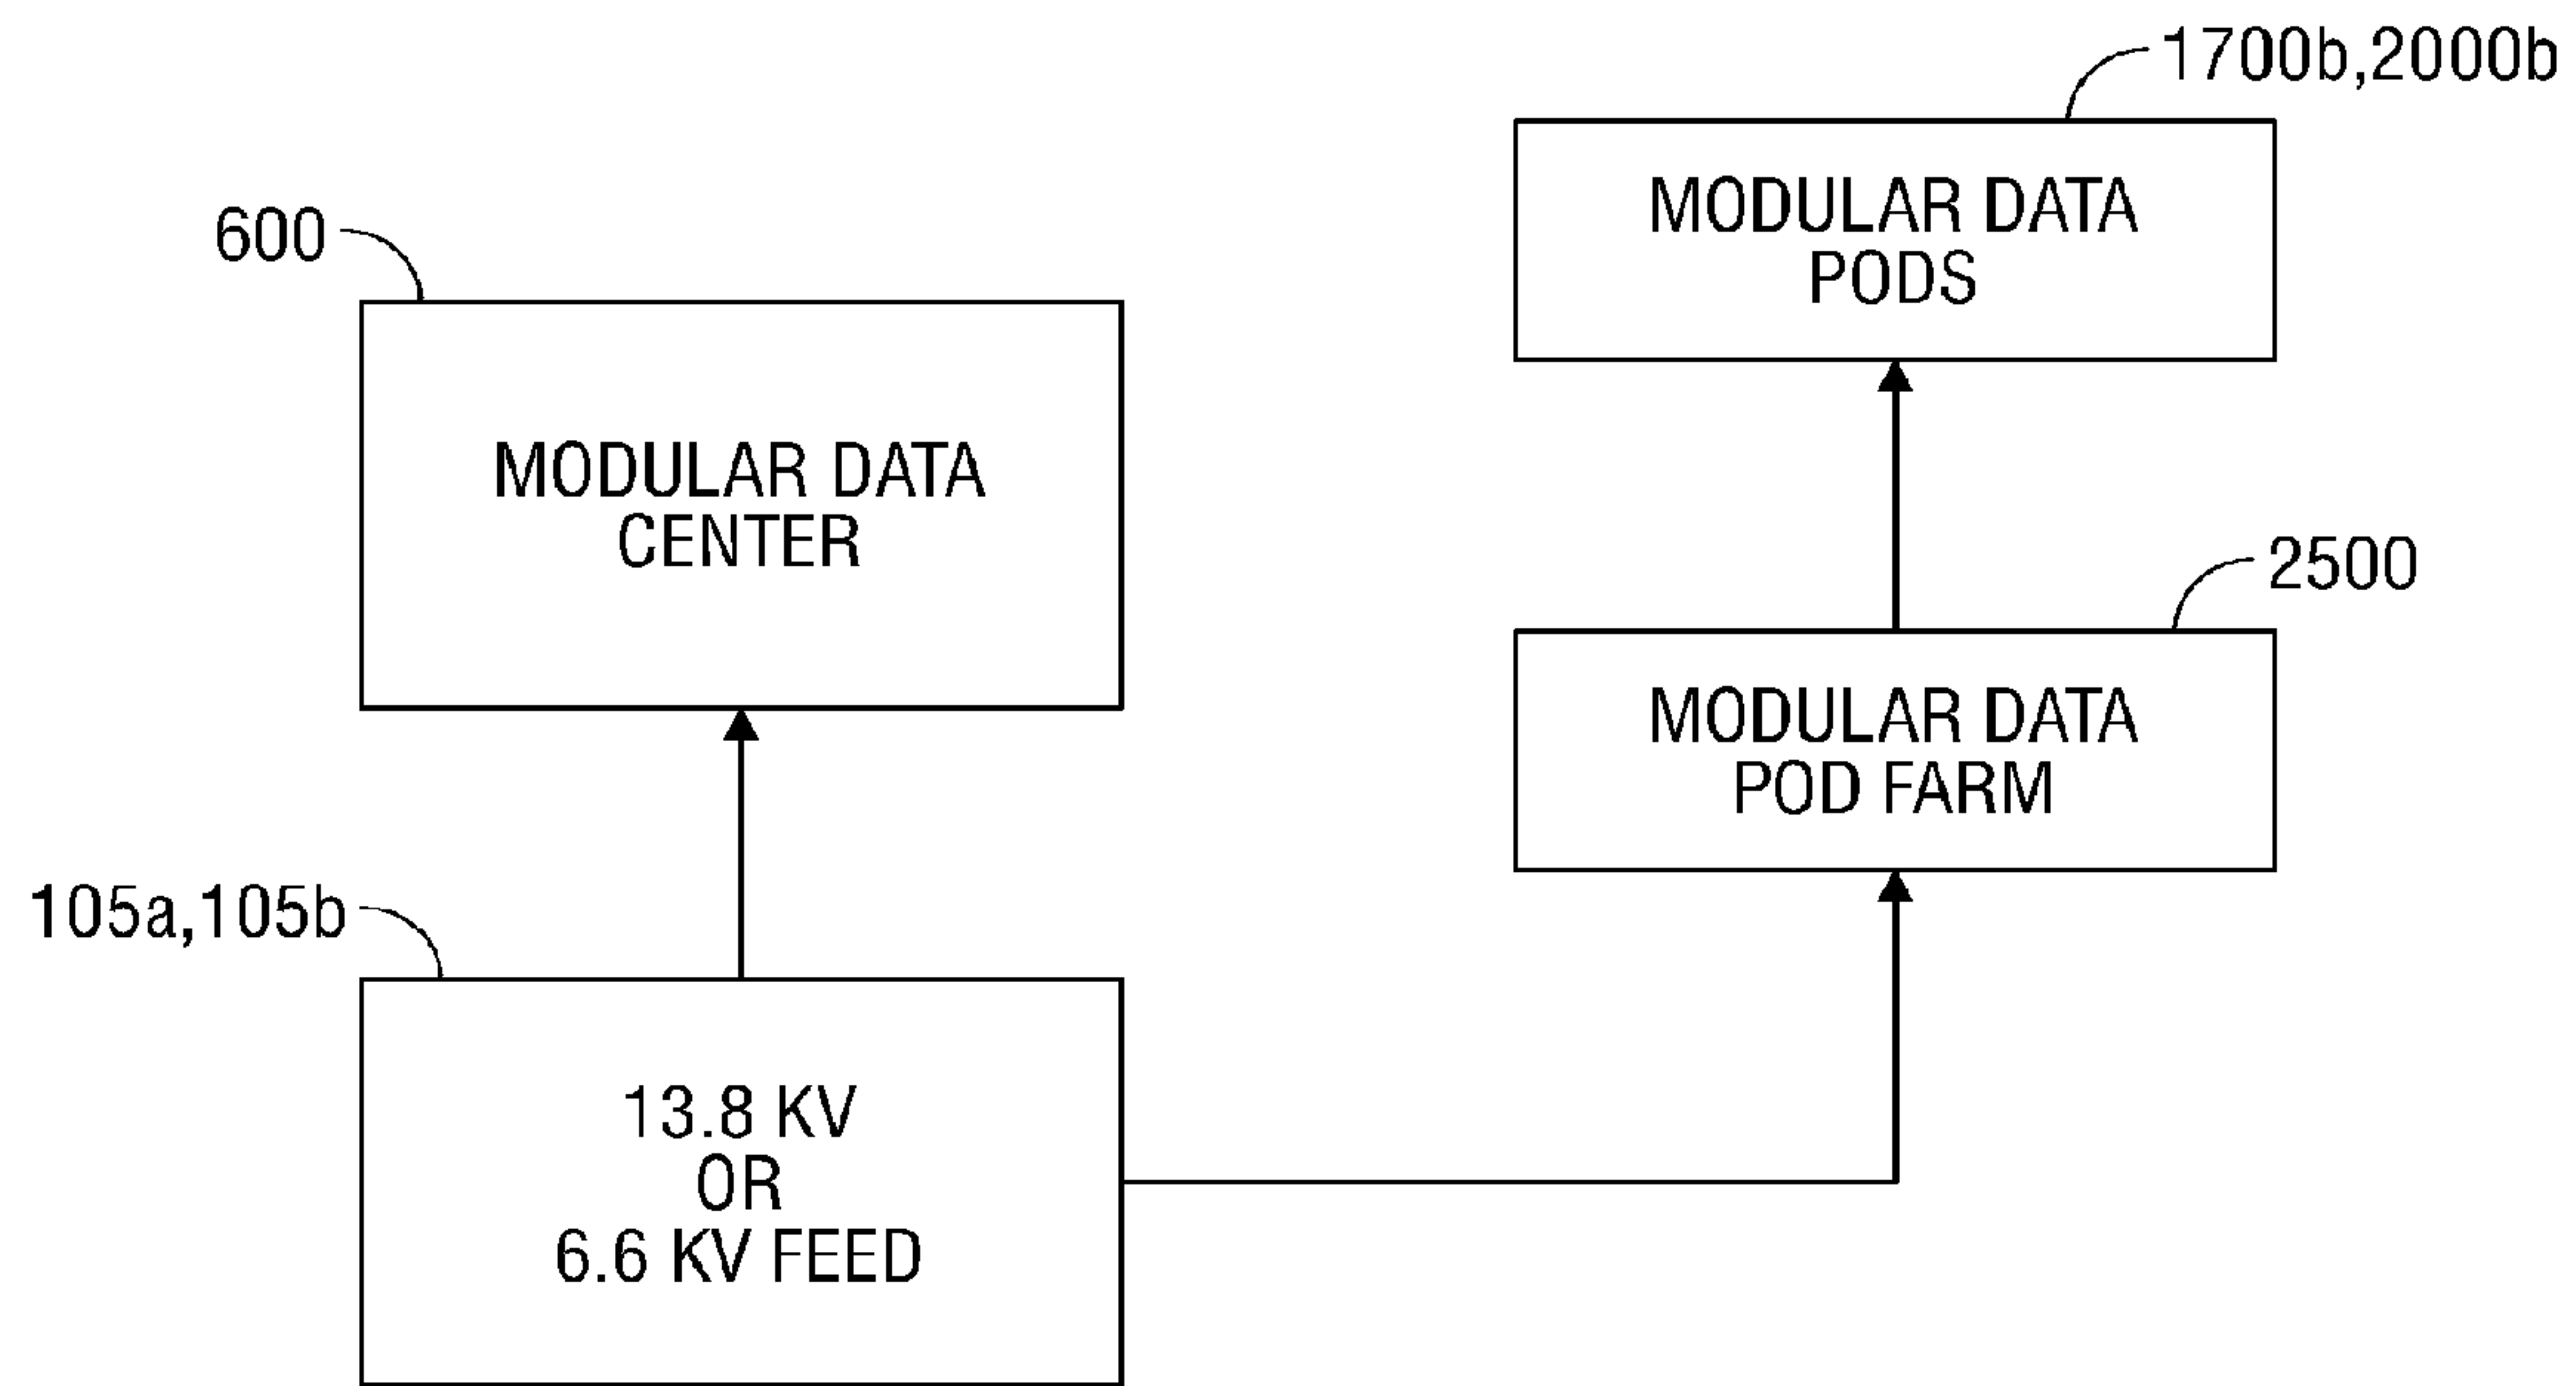 1700b,2000b
MODULAR DATA
PODS
600
MODULAR DATA
CENTER
2500
MODULAR DATA
POD FARM
105a,105b
13.8 KV
OR
6.6 KV FEED